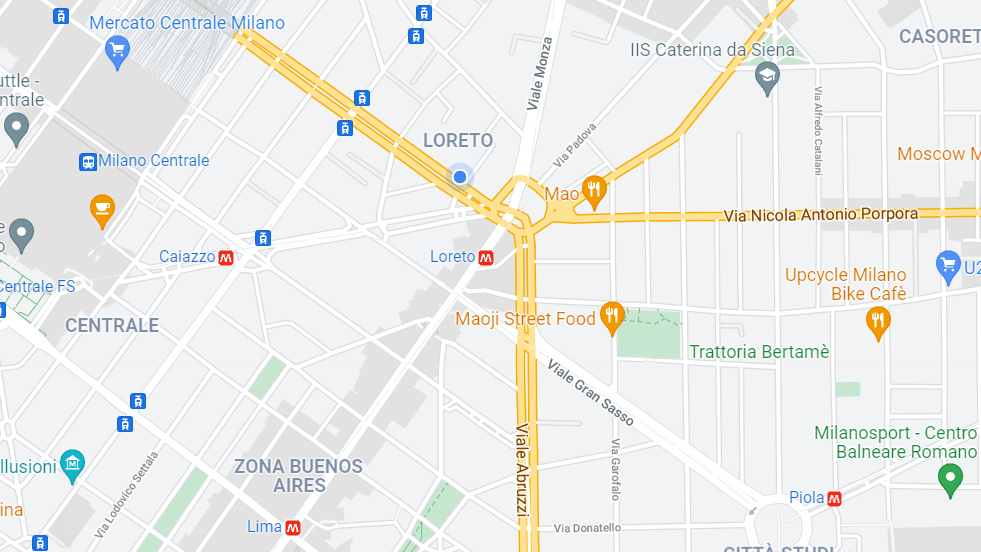 Mercato Centrale Milano
IIS Caterina da Siena
CASORET
uttle -
ntrale
Viale Monza
LORETO
Via Padova
Via Alfredo Catalani
Milano Centrale
Moscow M
Mao
Via Nicola Antonio Porpora
Caiazzo
M
Loreto
M
Upcycle Milano
Bike Cafè
U2
Centrale FS
CENTRALE
Maoji Street Food
Trattoria Bertamè
Viale Gran Sasso
Viale Abruzzi
Via Garofalo
Milanosport - Centro
Balneare Romano
llusioni
Via Lodovico Settala
ZONA BUENOS
AIRES
Piola
M
ina
Lima
M
Via Donatello
CITTÀ STUDI